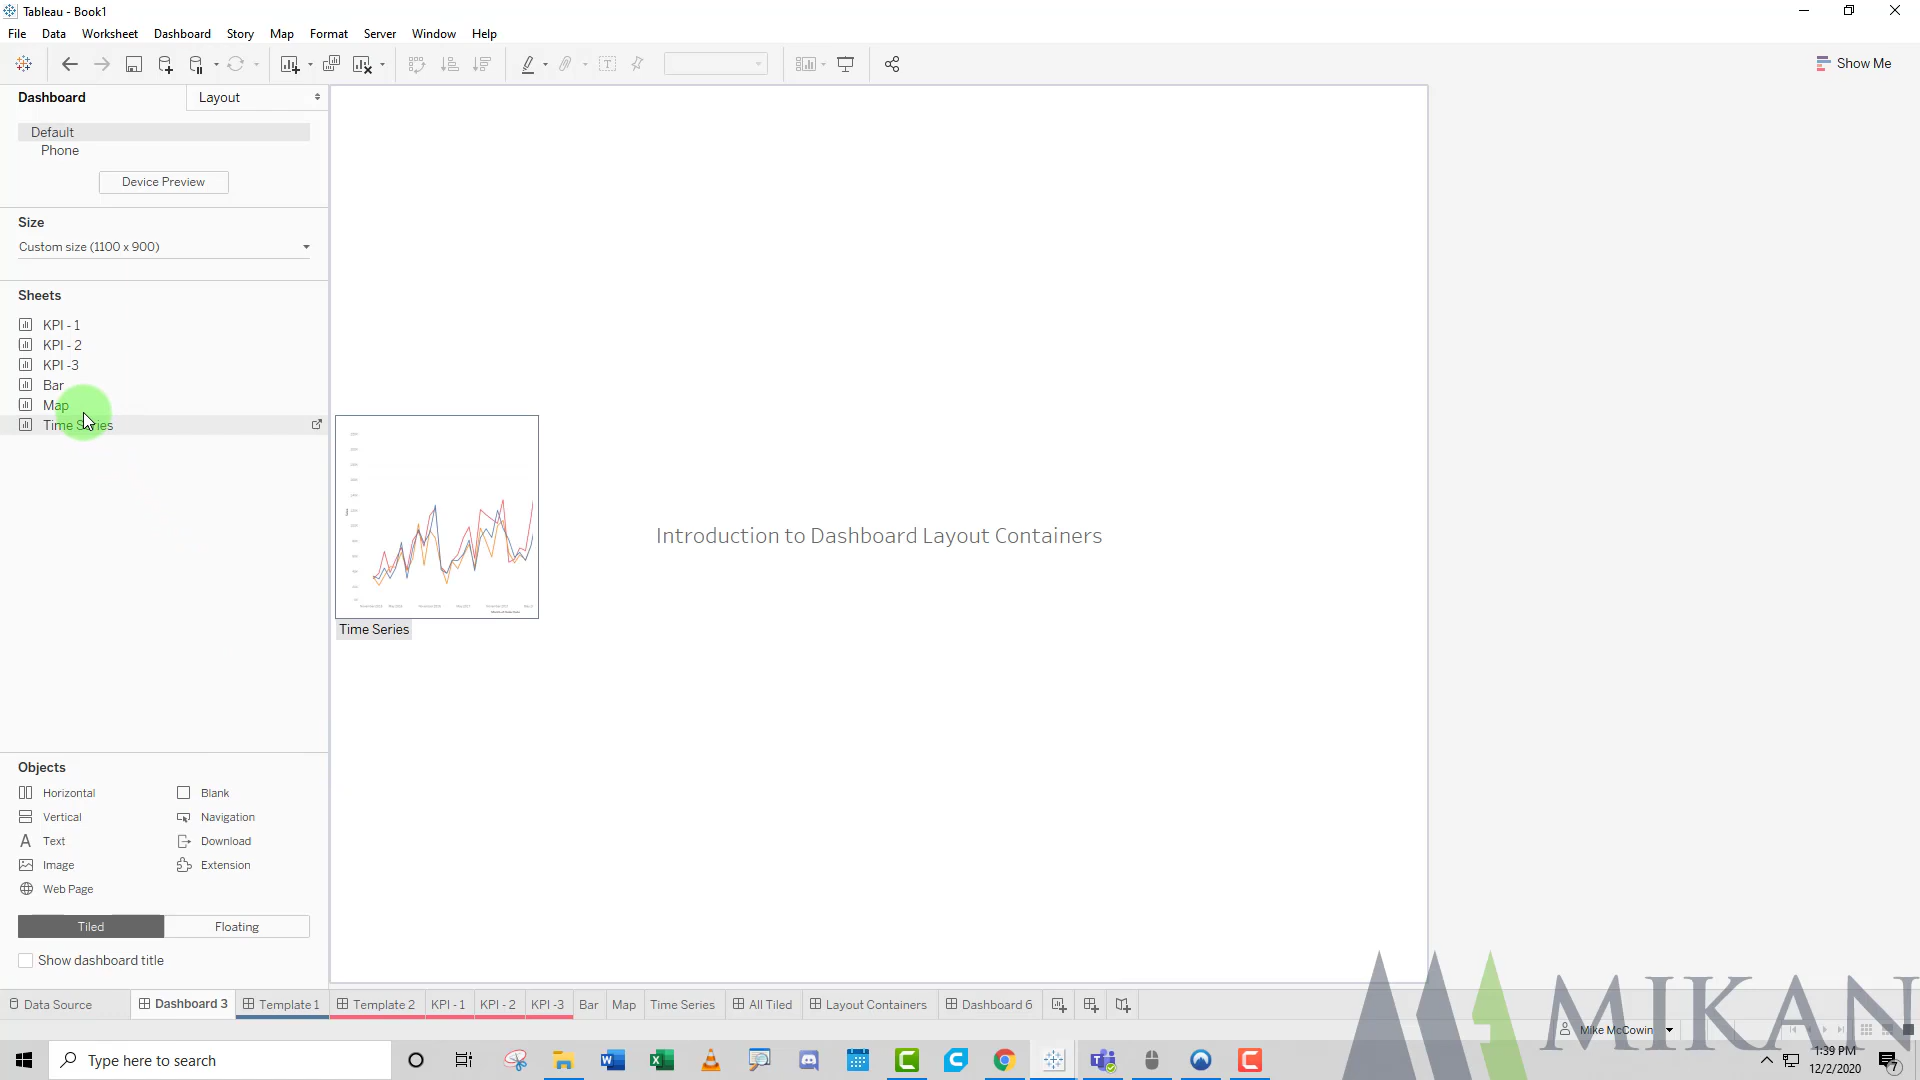 Tableau - Book1
File Data Worksheet Dashboard Story Map Format Server Window Help
Show Me
Dashboard Layout
Default
Phone
Device Preview
Size
Custom size (1100 x 900)
Sheets
KPI - 1
KPI - 2
KPI -3
Bar
Map
Time Series
Introduction to Dashboard Layout Containers
Time Series
Objects
Horizontal Blank
Vertical Navigation
Text Download
Image Extension
Web Page
Tiled Floating
Show dashboard title
Data Source Dashboard 3 Template 1 Template 2 KPI - 1 KPI - 2 KPI -3 Bar Map Time Series All Tiled Layout Containers Dashboard 6
MIKAN
Mike McCowin
Type here to search
1:39 PM
12/2/2020
7